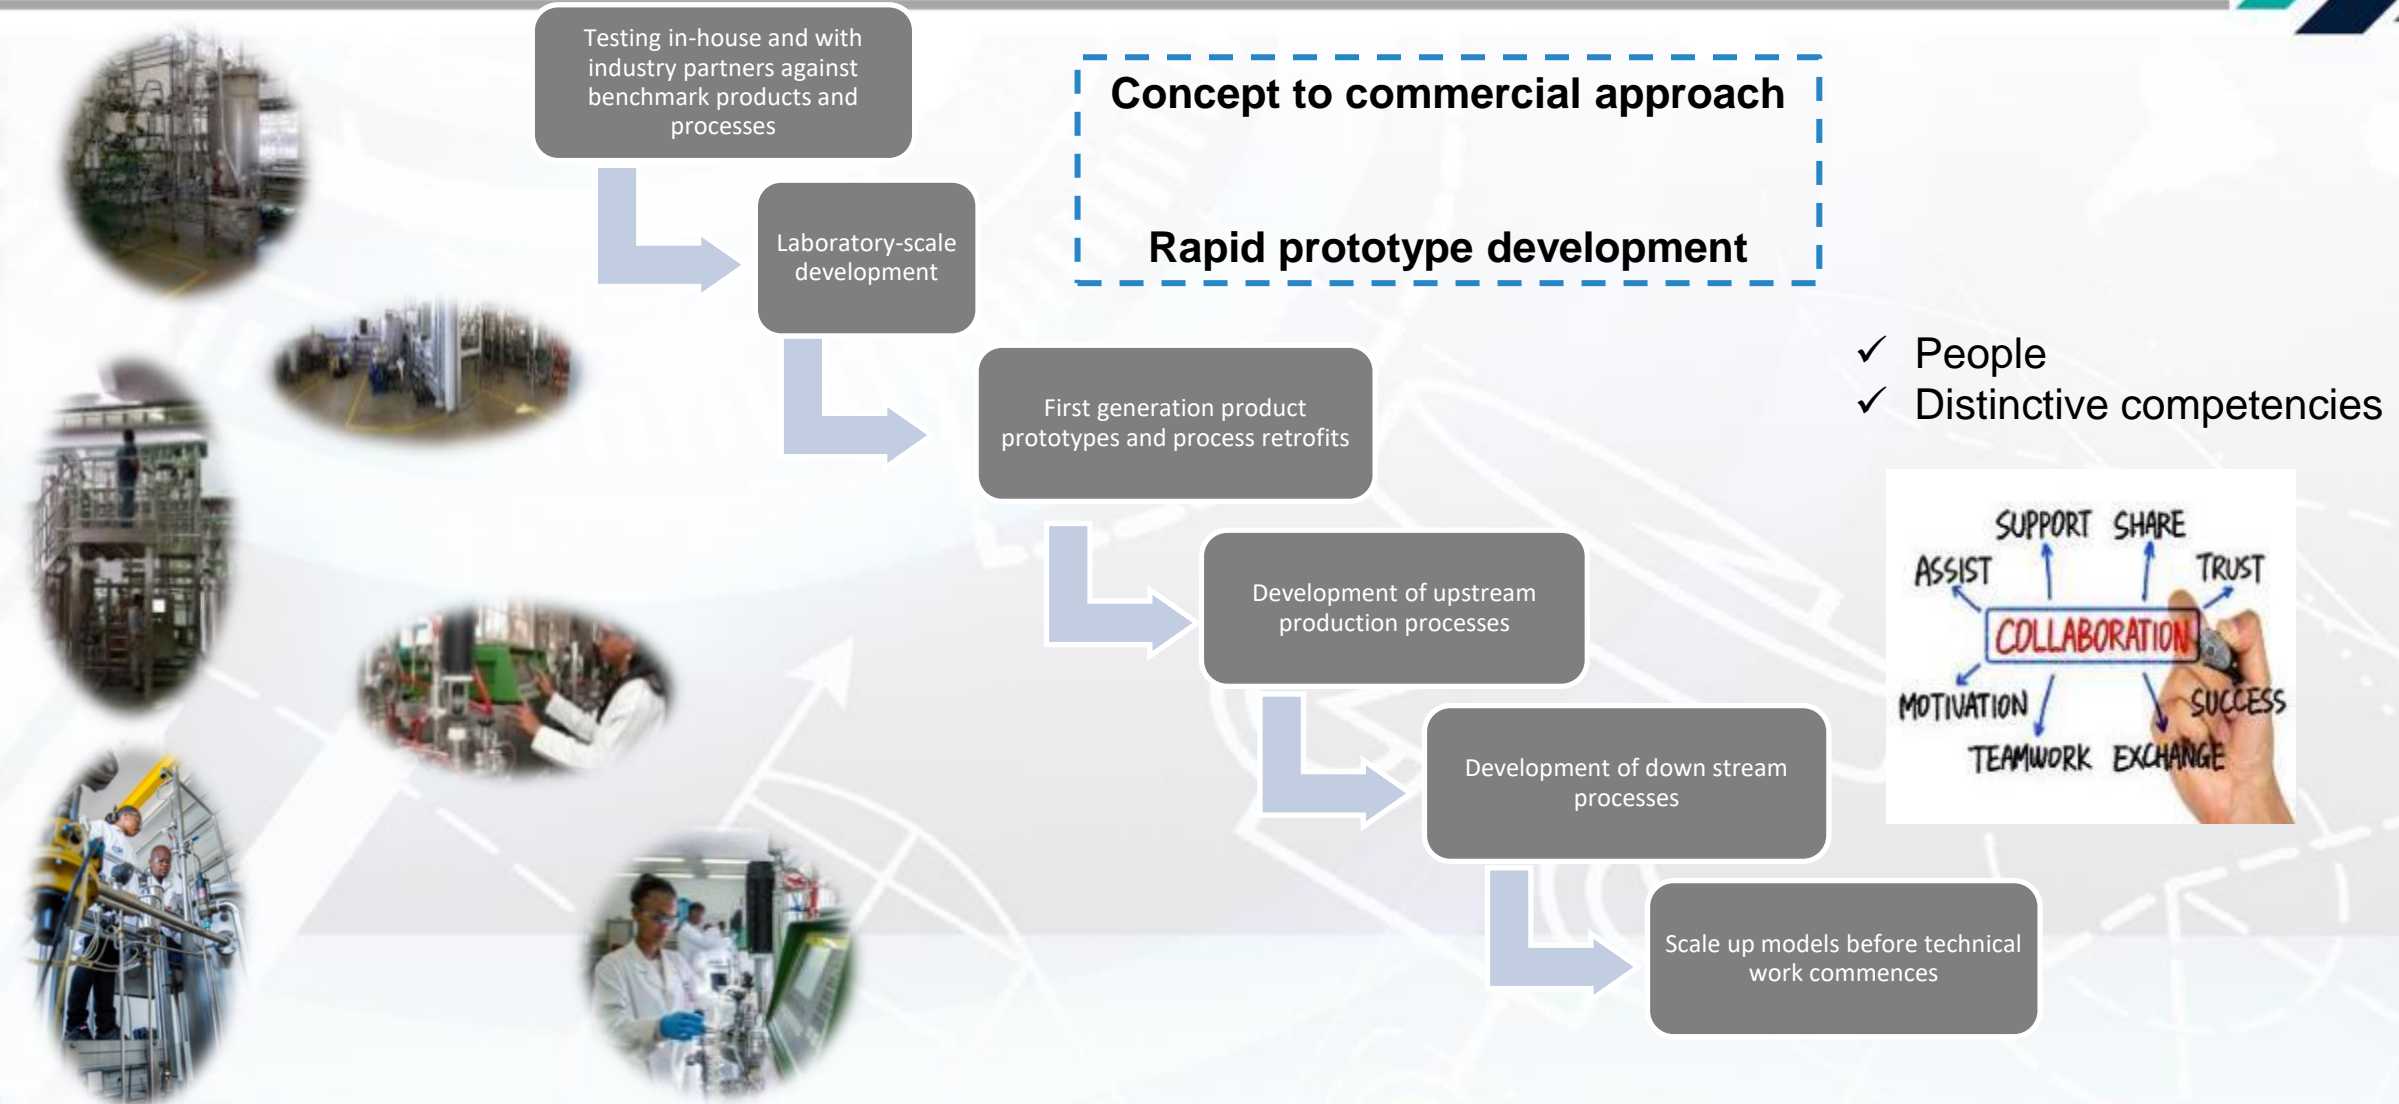 Testing in-house and with
industry partners against
benchmark products and
processes
Concept to commercial approach
Rapid prototype development
Laboratory-scale
development
✓ People
✓ Distinctive competencies
First generation product
prototypes and process retrofits
SUPPORT SHARE
ASSIST TRUST
COLLABORATION
MOTIVATION SUCCESS
TEAMWORK EXCHANGE
Development of upstream
production processes
Development of down stream
processes
Scale up models before technical
work commences